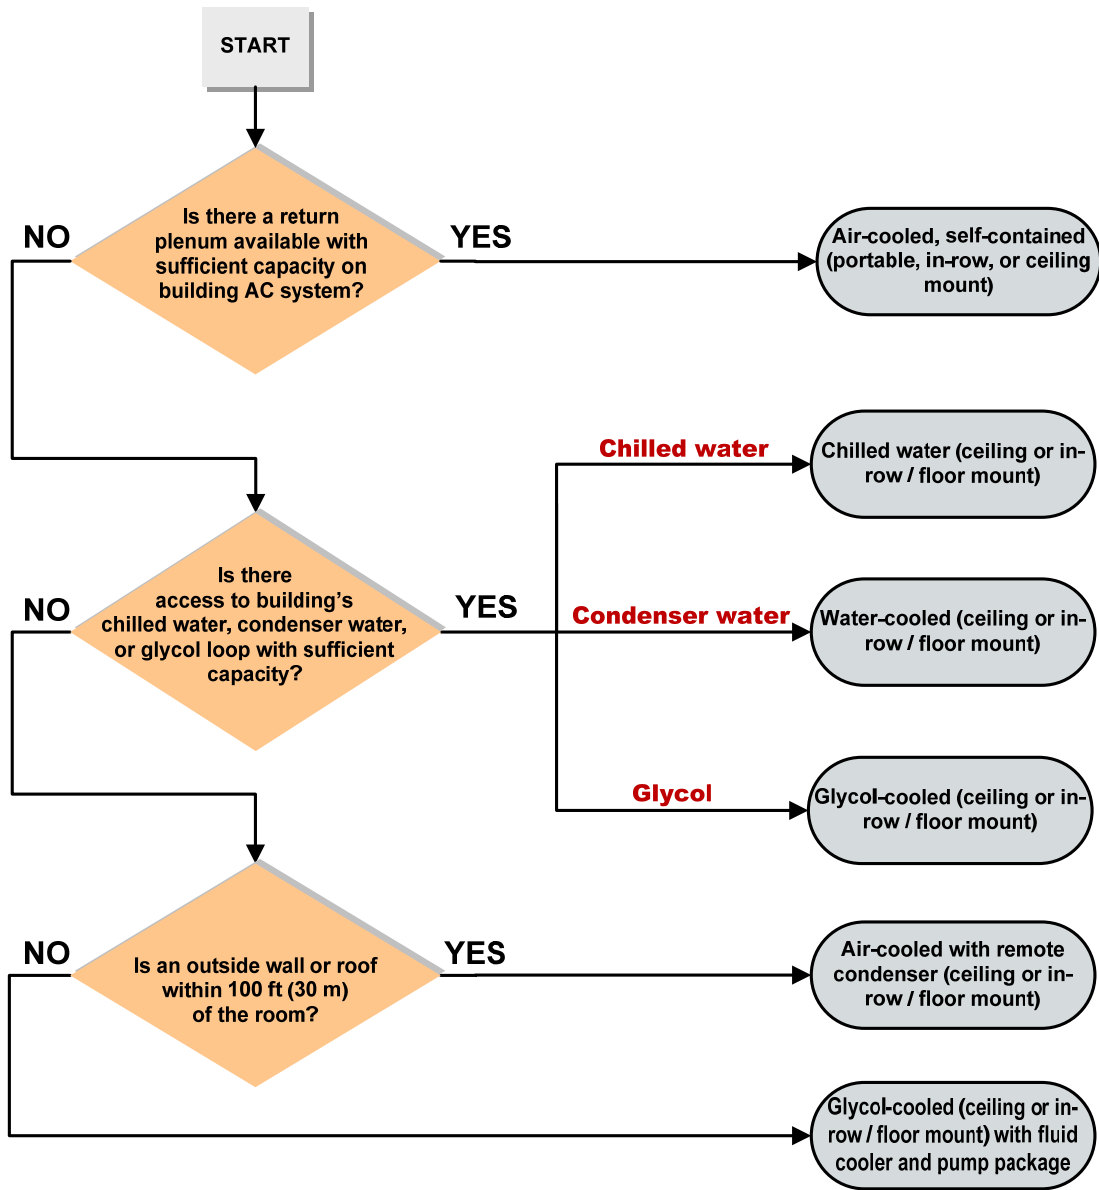 START
NO
Is there a return
plenum available with
sufficient capacity on
building AC system?
YES
Air-cooled, self-contained
(portable, in-row, or ceiling
mount)
NO
Is there
access to building’s
chilled water, condenser water,
or glycol loop with sufficient
capacity?
YES
Chilled water
Chilled water (ceiling or in-
row / floor mount)
Condenser water
Water-cooled (ceiling or in-
row / floor mount)
Glycol
Glycol-cooled (ceiling or in-
row / floor mount)
NO
Is an outside wall or roof
within 100 ft (30 m)
of the room?
YES
Air-cooled with remote
condenser (ceiling or in-
row / floor mount)
Glycol-cooled (ceiling or in-
row / floor mount) with fluid
cooler and pump package